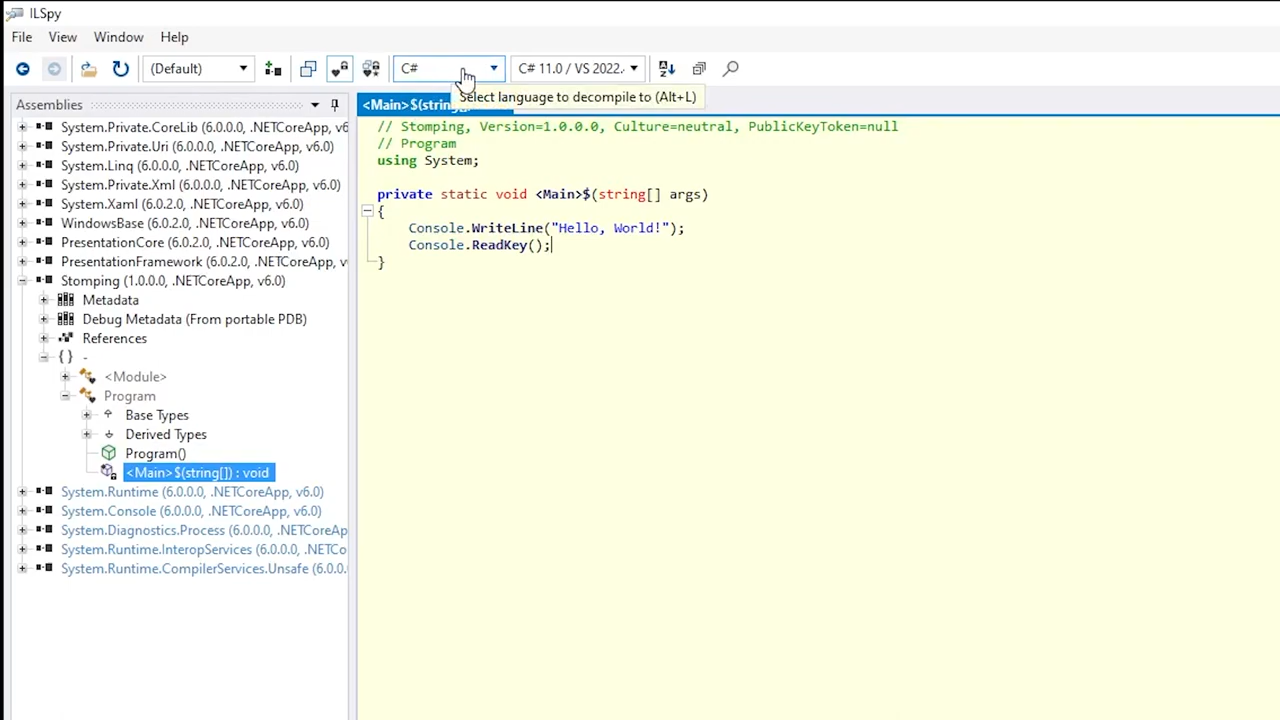 ILSpy
File View Window Help
(Default) C# C# 11.0 / VS 2022.
Select language to decompile to (Alt+L)
Assemblies
System.Private.CoreLib (6.0.0.0, .NETCoreApp, v6
System.Private.Uri (6.0.0.0, .NETCoreApp, v6.0)
System.Linq (6.0.0.0, .NETCoreApp, v6.0)
System.Private.Xml (6.0.0.0, .NETCoreApp, v6.0)
System.Xaml (6.0.2.0, .NETCoreApp, v6.0)
WindowsBase (6.0.2.0, .NETCoreApp, v6.0)
PresentationCore (6.0.2.0, .NETCoreApp, v6.0)
PresentationFramework (6.0.2.0, .NETCoreApp, v6
Stomping (1.0.0.0, .NETCoreApp, v6.0)
Metadata
Debug Metadata (From portable PDB)
References
{ } -
<Module>
Program
Base Types
Derived Types
Program()
<Main>$(string[]) : void
System.Runtime (6.0.0.0, .NETCoreApp, v6.0)
System.Console (6.0.0.0, .NETCoreApp, v6.0)
System.Diagnostics.Process (6.0.0.0, .NETCoreAp
System.Runtime.InteropServices (6.0.0.0, .NETCo
System.Runtime.CompilerServices.Unsafe (6.0.0.
<Main>$(string[
// Stomping, Version=1.0.0.0, Culture=neutral, PublicKeyToken=null
// Program
using System;
private static void <Main>$(string[] args)
{
Console.WriteLine("Hello, World!");
Console.ReadKey();
}